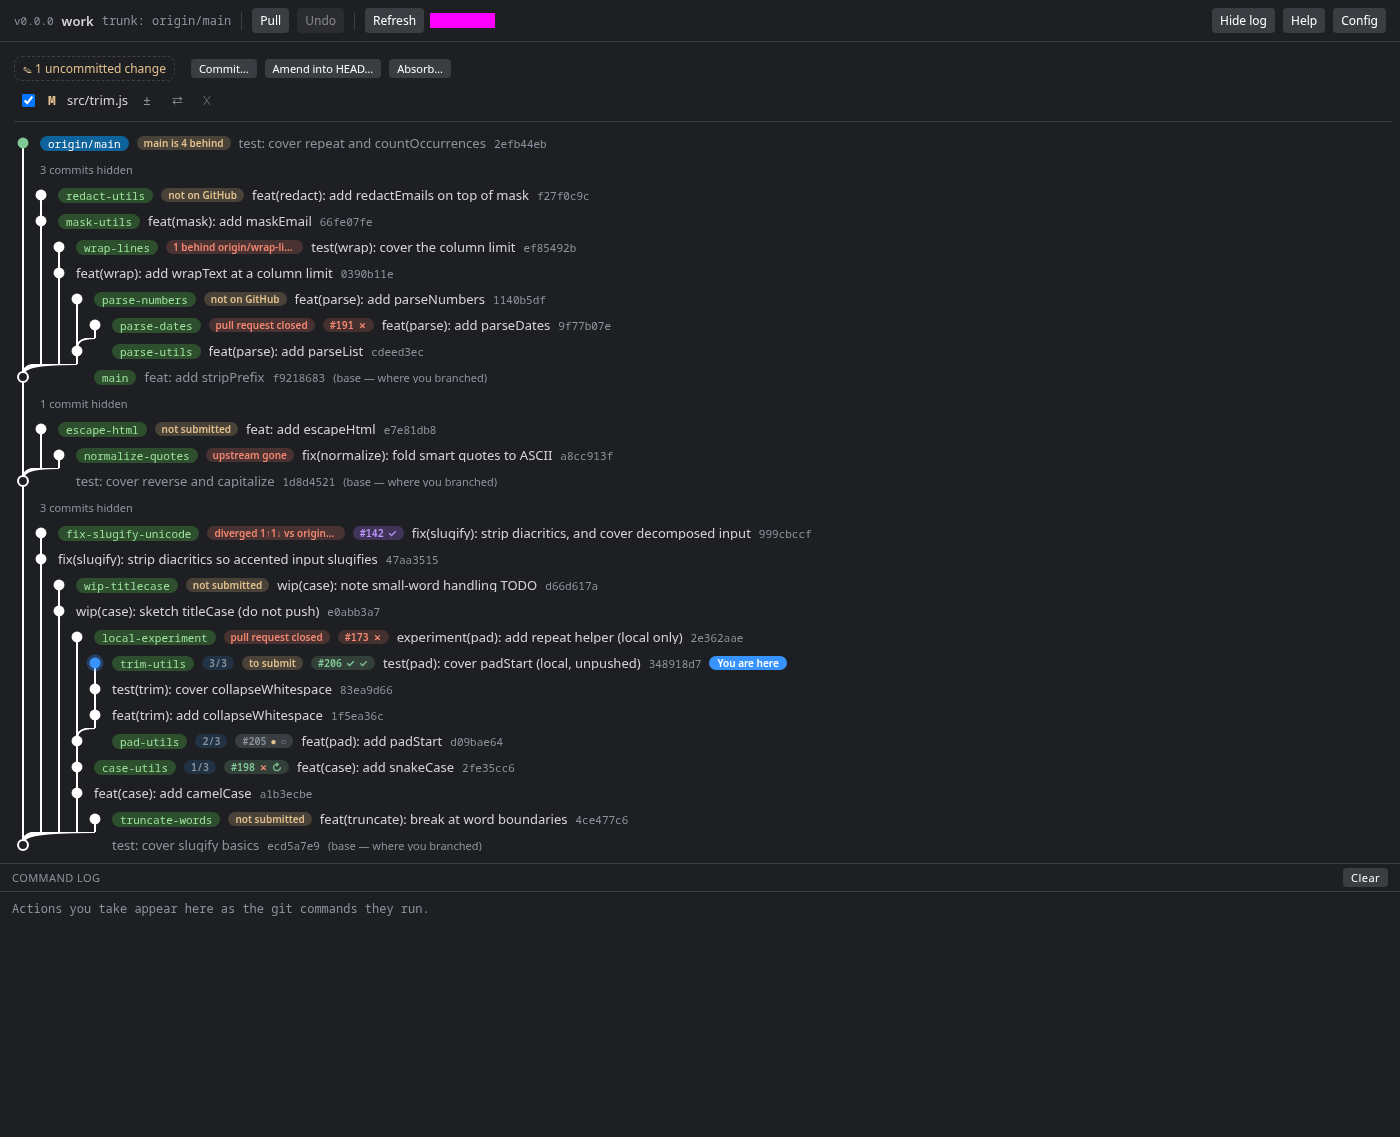 v0.0.0 work trunk: origin/main Pull Undo Refresh Hide log Help Config
✎ 1 uncommitted change Commit... Amend into HEAD... Absorb...
M src/trim.js ± ⇄ X
origin/main main is 4 behind test: cover repeat and countOccurrences 2efb44eb
3 commits hidden
redact-utils not on GitHub feat(redact): add redactEmails on top of mask f27f0c9c
mask-utils feat(mask): add maskEmail 66fe07fe
wrap-lines 1 behind origin/wrap-li... test(wrap): cover the column limit ef85492b
feat(wrap): add wrapText at a column limit 0390b11e
parse-numbers not on GitHub feat(parse): add parseNumbers 1140b5df
parse-dates pull request closed #191 × feat(parse): add parseDates 9f77b07e
parse-utils feat(parse): add parseList cdeed3ec
main feat: add stripPrefix f9218683 (base — where you branched)
1 commit hidden
escape-html not submitted feat: add escapeHtml e7e81db8
normalize-quotes upstream gone fix(normalize): fold smart quotes to ASCII a8cc913f
test: cover reverse and capitalize 1d8d4521 (base — where you branched)
3 commits hidden
fix-slugify-unicode diverged 1↑1↓ vs origin... #142 ✓ fix(slugify): strip diacritics, and cover decomposed input 999cbccf
fix(slugify): strip diacritics so accented input slugifies 47aa3515
wip-titlecase not submitted wip(case): note small-word handling TODO d66d617a
wip(case): sketch titleCase (do not push) e0abb3a7
local-experiment pull request closed #173 × experiment(pad): add repeat helper (local only) 2e362aae
trim-utils 3/3 to submit #206 ✓ ✓ test(pad): cover padStart (local, unpushed) 348918d7 You are here
test(trim): cover collapseWhitespace 83ea9d66
feat(trim): add collapseWhitespace 1f5ea36c
pad-utils 2/3 #205 ● ○ feat(pad): add padStart d09bae64
case-utils 1/3 #198 × ↻ feat(case): add snakeCase 2fe35cc6
feat(case): add camelCase a1b3ecbe
truncate-words not submitted feat(truncate): break at word boundaries 4ce477c6
test: cover slugify basics ecd5a7e9 (base — where you branched)
COMMAND LOG Clear
Actions you take appear here as the git commands they run.